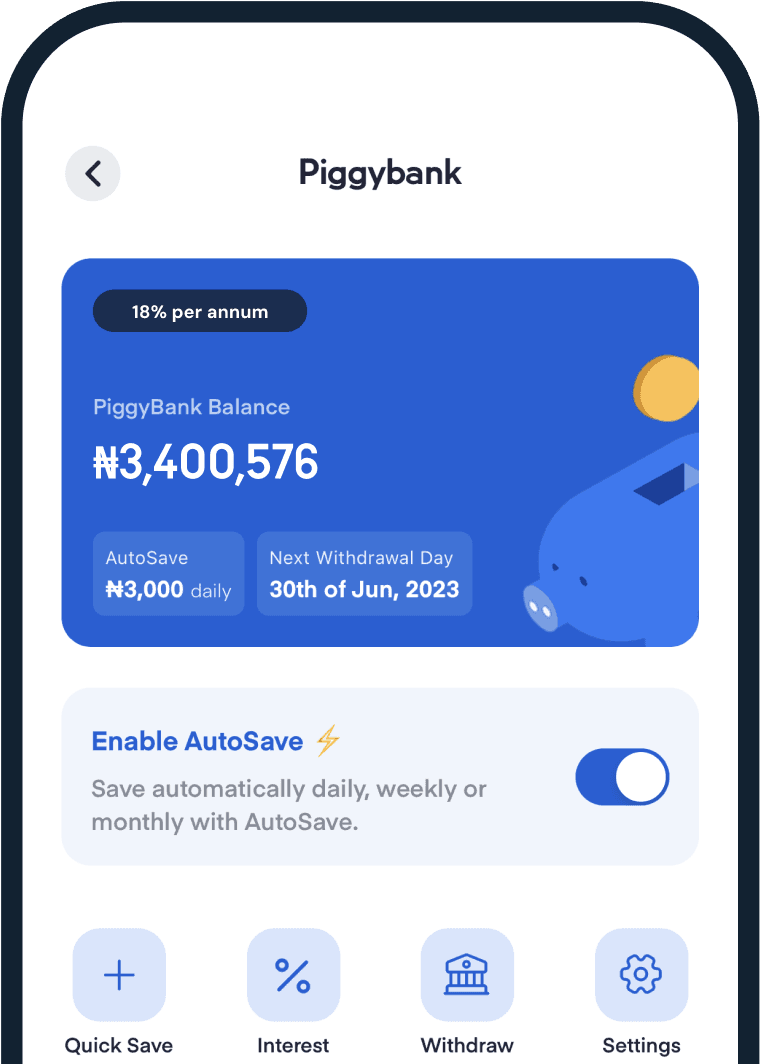 Piggybank
18% per annum
PiggyBank Balance
₦3,400,576
AutoSave
₦3,000 daily
Next Withdrawal Day
30th of Jun, 2023
Enable AutoSave ⚡
Save automatically daily, weekly or
monthly with AutoSave.
Quick Save
Interest
Withdraw
Settings